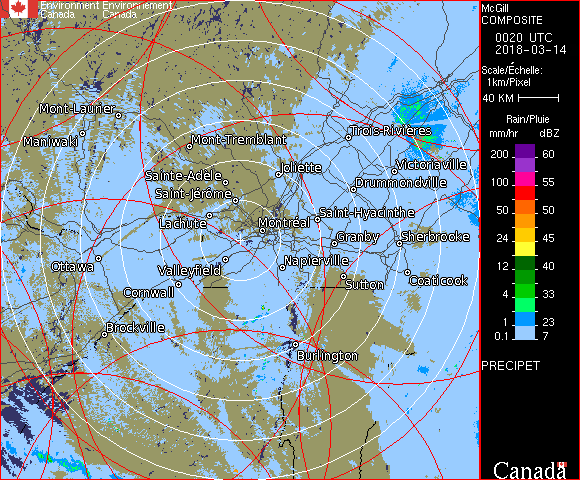 Environment Environnement
Canada Canada
McGill
COMPOSITE
0020 UTC
2018-03-14
Scale/Échelle:
1km/Pixel
40 KM
Rain/Pluie
mm/hr dBZ
200 60
100 55
50 50
24 45
12 40
4 33
1 23
0.1 7
PRECIPET
Mont-Laurier
Maniwaki
Mont-Tremblant
Trois-Rivières
Joliette
Victoriaville
Sainte-Adèle
Drummondville
Saint-Jérôme
Saint-Hyacinthe
Lachute
Montréal
Granby
Sherbrooke
Ottawa
Valleyfield
Napierville
Coaticook
Cornwall
Sutton
Brockville
Burlington
Canada